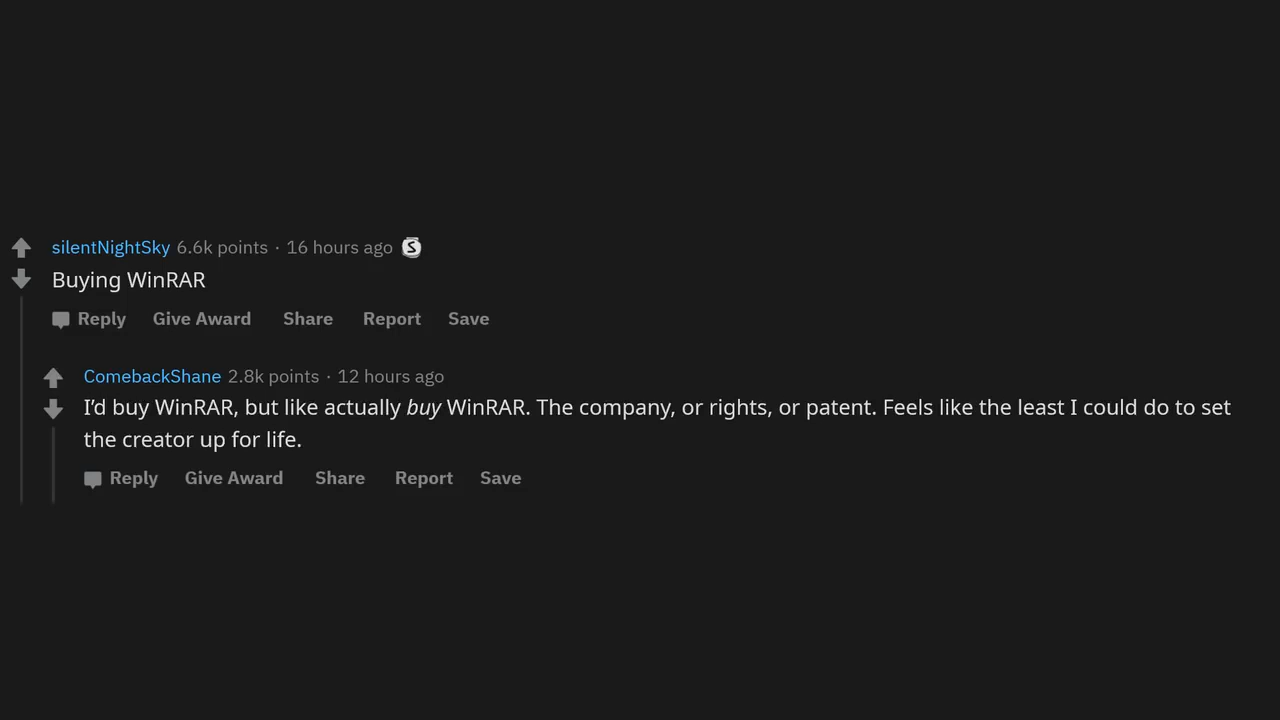 silentNightSky 6.6k points · 16 hours ago S
Buying WinRAR
Reply Give Award Share Report Save
ComebackShane 2.8k points · 12 hours ago
I’d buy WinRAR, but like actually buy WinRAR. The company, or rights, or patent. Feels like the least I could do to set
the creator up for life.
Reply Give Award Share Report Save